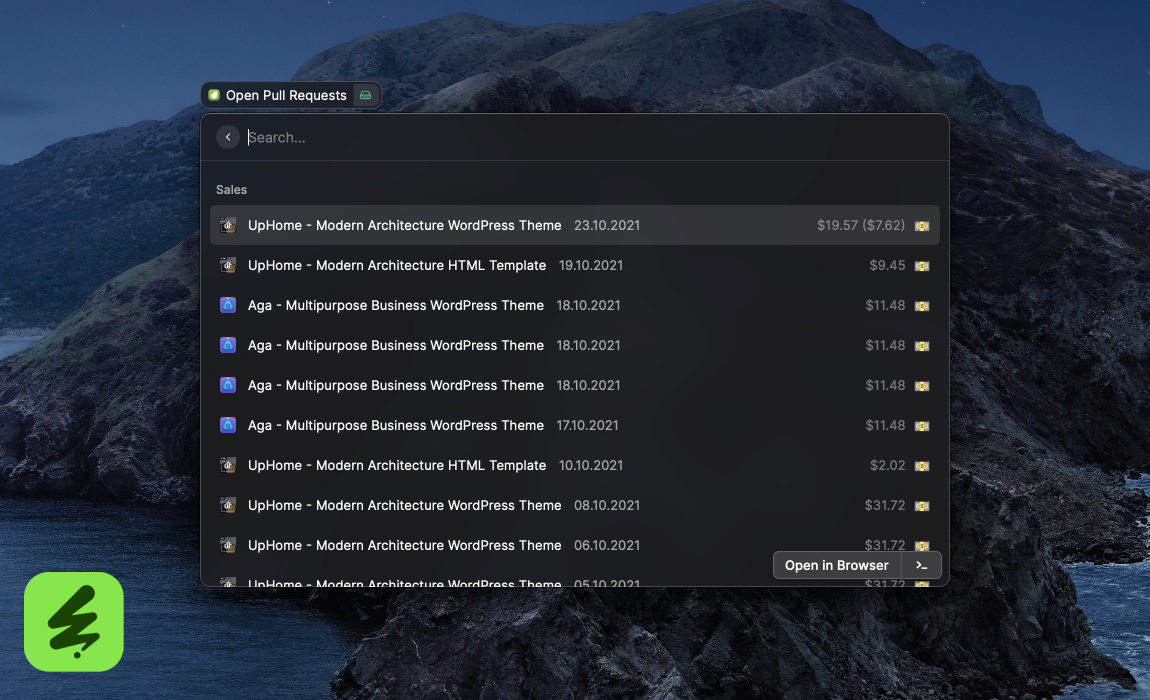 Open Pull Requests
Search...
Sales
UpHome - Modern Architecture WordPress Theme 23.10.2021 $19.57 ($7.62)
UpHome - Modern Architecture HTML Template 19.10.2021 $9.45
Aga - Multipurpose Business WordPress Theme 18.10.2021 $11.48
Aga - Multipurpose Business WordPress Theme 18.10.2021 $11.48
Aga - Multipurpose Business WordPress Theme 18.10.2021 $11.48
Aga - Multipurpose Business WordPress Theme 17.10.2021 $11.48
UpHome - Modern Architecture HTML Template 10.10.2021 $2.02
UpHome - Modern Architecture WordPress Theme 08.10.2021 $31.72
UpHome - Modern Architecture WordPress Theme 06.10.2021 $31.72
Open in Browser >_
UpHome - Modern Architecture WordPress Theme 05.10.2021 $31.72